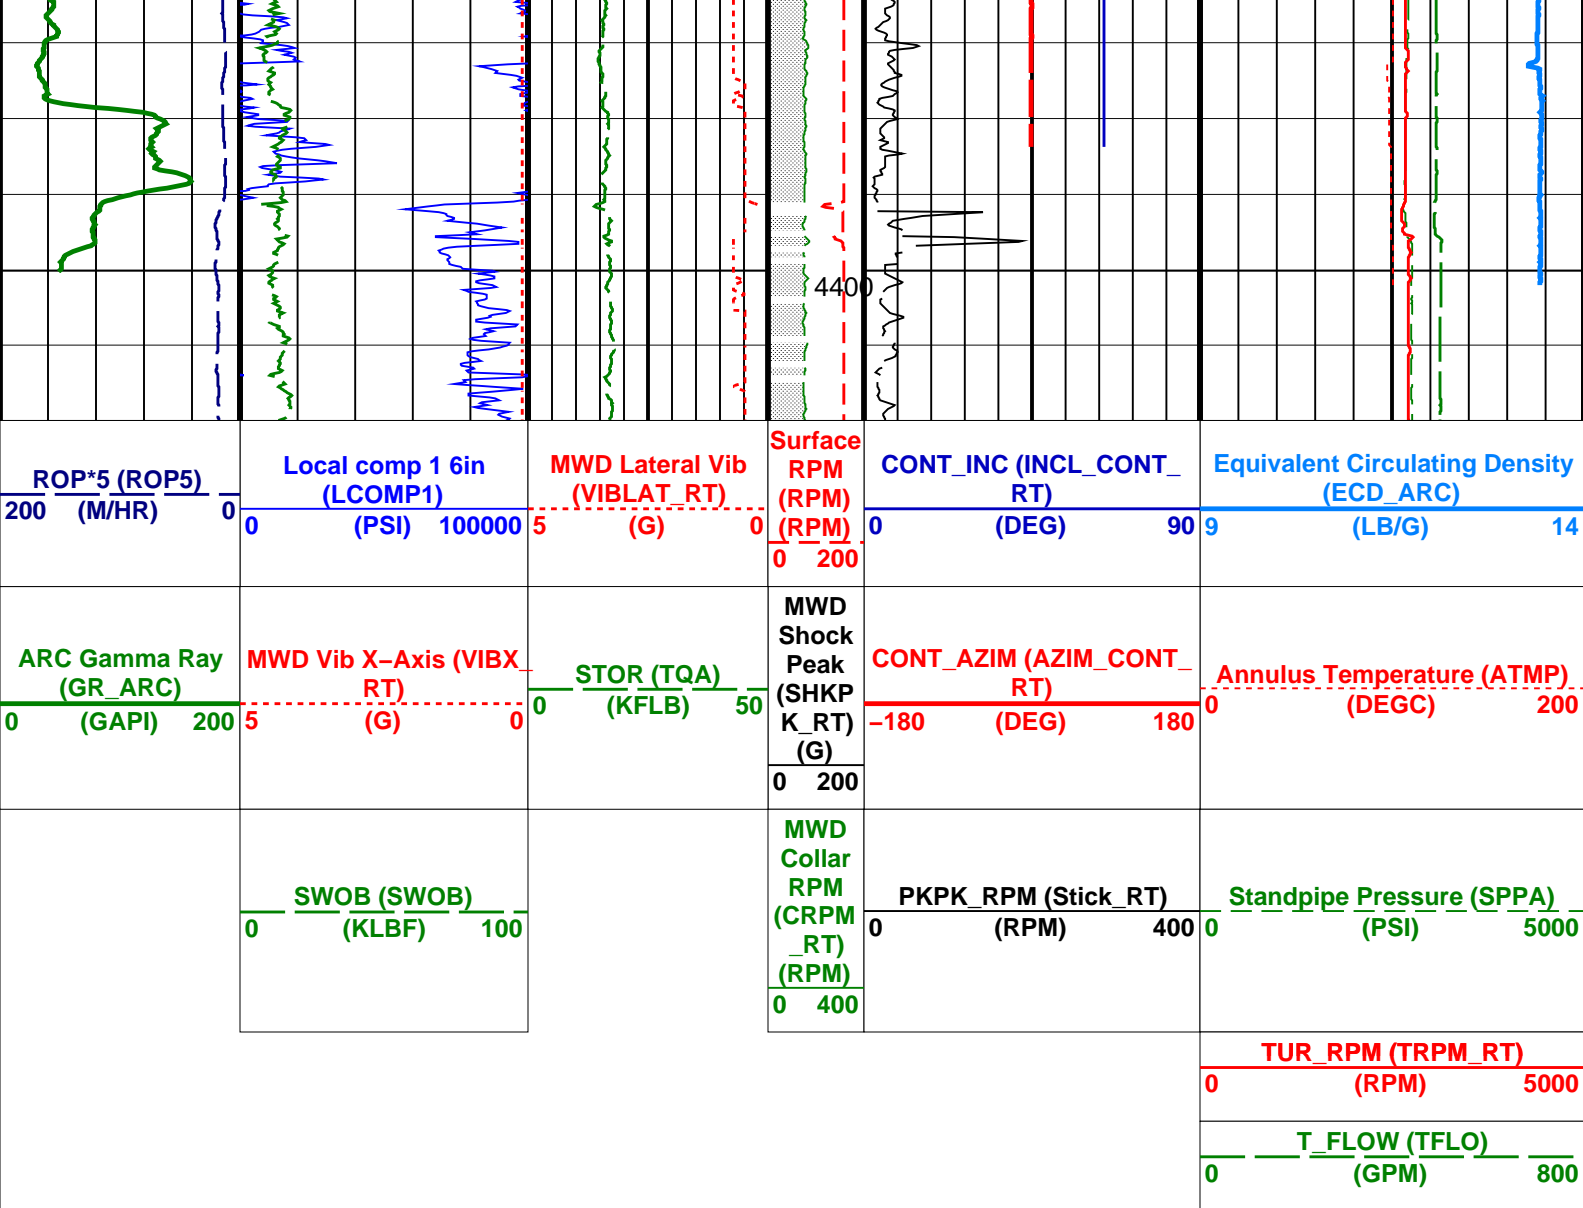 4400
ROP*5 (ROP5)
200 (M/HR) 0
Local comp 1 6in
(LCOMP1)
0 (PSI) 100000
MWD Lateral Vib
(VIBLAT_RT)
5 (G) 0
Surface
RPM
(RPM)
(RPM)
0 200
CONT_INC (INCL_CONT_
RT)
0 (DEG) 90
Equivalent Circulating Density
(ECD_ARC)
9 (LB/G) 14
ARC Gamma Ray
(GR_ARC)
0 (GAPI) 200
MWD Vib X−Axis (VIBX_
RT)
5 (G) 0
STOR (TQA)
0 (KFLB) 50
MWD
Shock
Peak
(SHKP
K_RT)
(G)
0 200
CONT_AZIM (AZIM_CONT_
RT)
−180 (DEG) 180
Annulus Temperature (ATMP)
0 (DEGC) 200
SWOB (SWOB)
0 (KLBF) 100
MWD
Collar
RPM
(CRPM
_RT)
(RPM)
0 400
PKPK_RPM (Stick_RT)
0 (RPM) 400
Standpipe Pressure (SPPA)
0 (PSI) 5000
TUR_RPM (TRPM_RT)
0 (RPM) 5000
T_FLOW (TFLO)
0 (GPM) 800